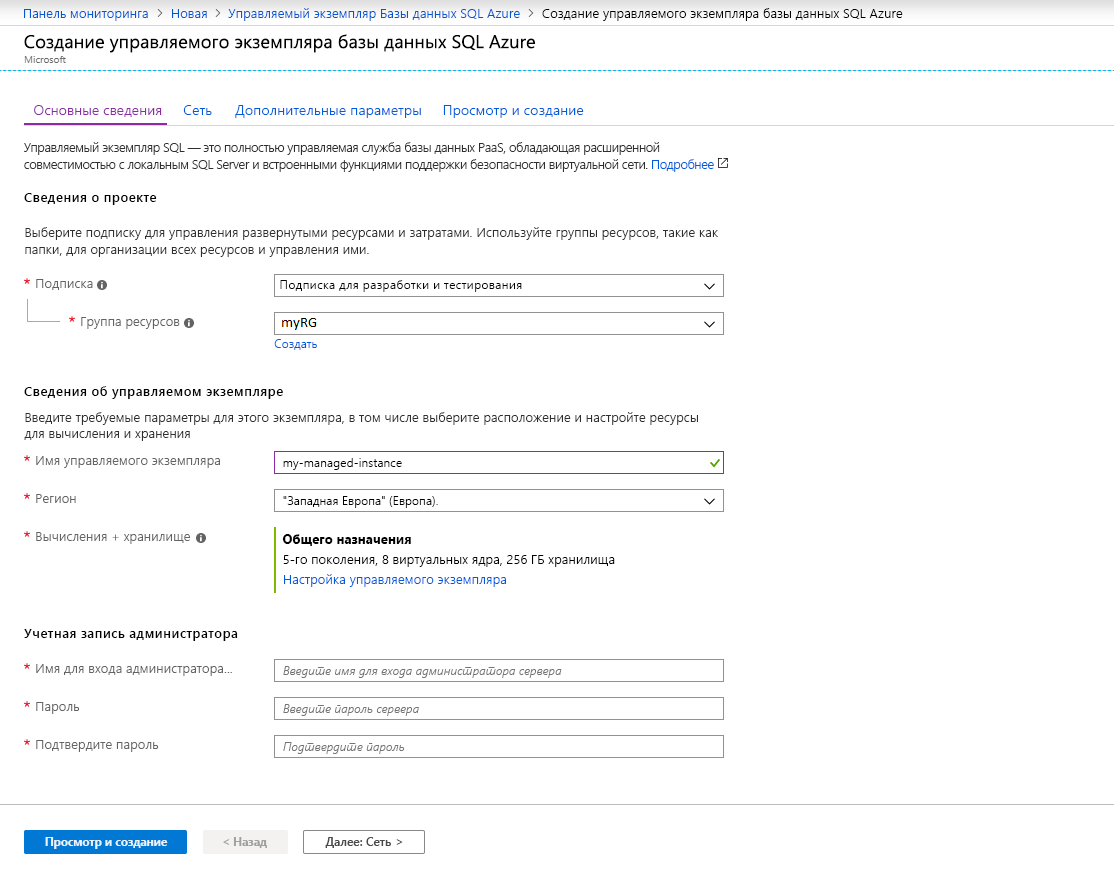 Панель мониторинга > Новая > Управляемый экземпляр Базы данных SQL Azure > Создание управляемого экземпляра базы данных SQL Azure
Создание управляемого экземпляра базы данных SQL Azure
Microsoft
Основные сведения Сеть Дополнительные параметры Просмотр и создание
Управляемый экземпляр SQL — это полностью управляемая служба базы данных PaaS, обладающая расширенной
совместимостью с локальным SQL Server и встроенными функциями поддержки безопасности виртуальной сети. Подробнее
Сведения о проекте
Выберите подписку для управления развернутыми ресурсами и затратами. Используйте группы ресурсов, такие как
папки, для организации всех ресурсов и управления ими.
* Подписка Подписка для разработки и тестирования
* Группа ресурсов myRG
Создать
Сведения об управляемом экземпляре
Введите требуемые параметры для этого экземпляра, в том числе выберите расположение и настройте ресурсы
для вычисления и хранения
* Имя управляемого экземпляра my-managed-instance
* Регион "Западная Европа" (Европа).
* Вычисления + хранилище Общего назначения
5-го поколения, 8 виртуальных ядра, 256 ГБ хранилища
Настройка управляемого экземпляра
Учетная запись администратора
* Имя для входа администратора... Введите имя для входа администратора сервера
* Пароль Введите пароль сервера
* Подтвердите пароль Подтвердите пароль
Просмотр и создание < Назад Далее: Сеть >